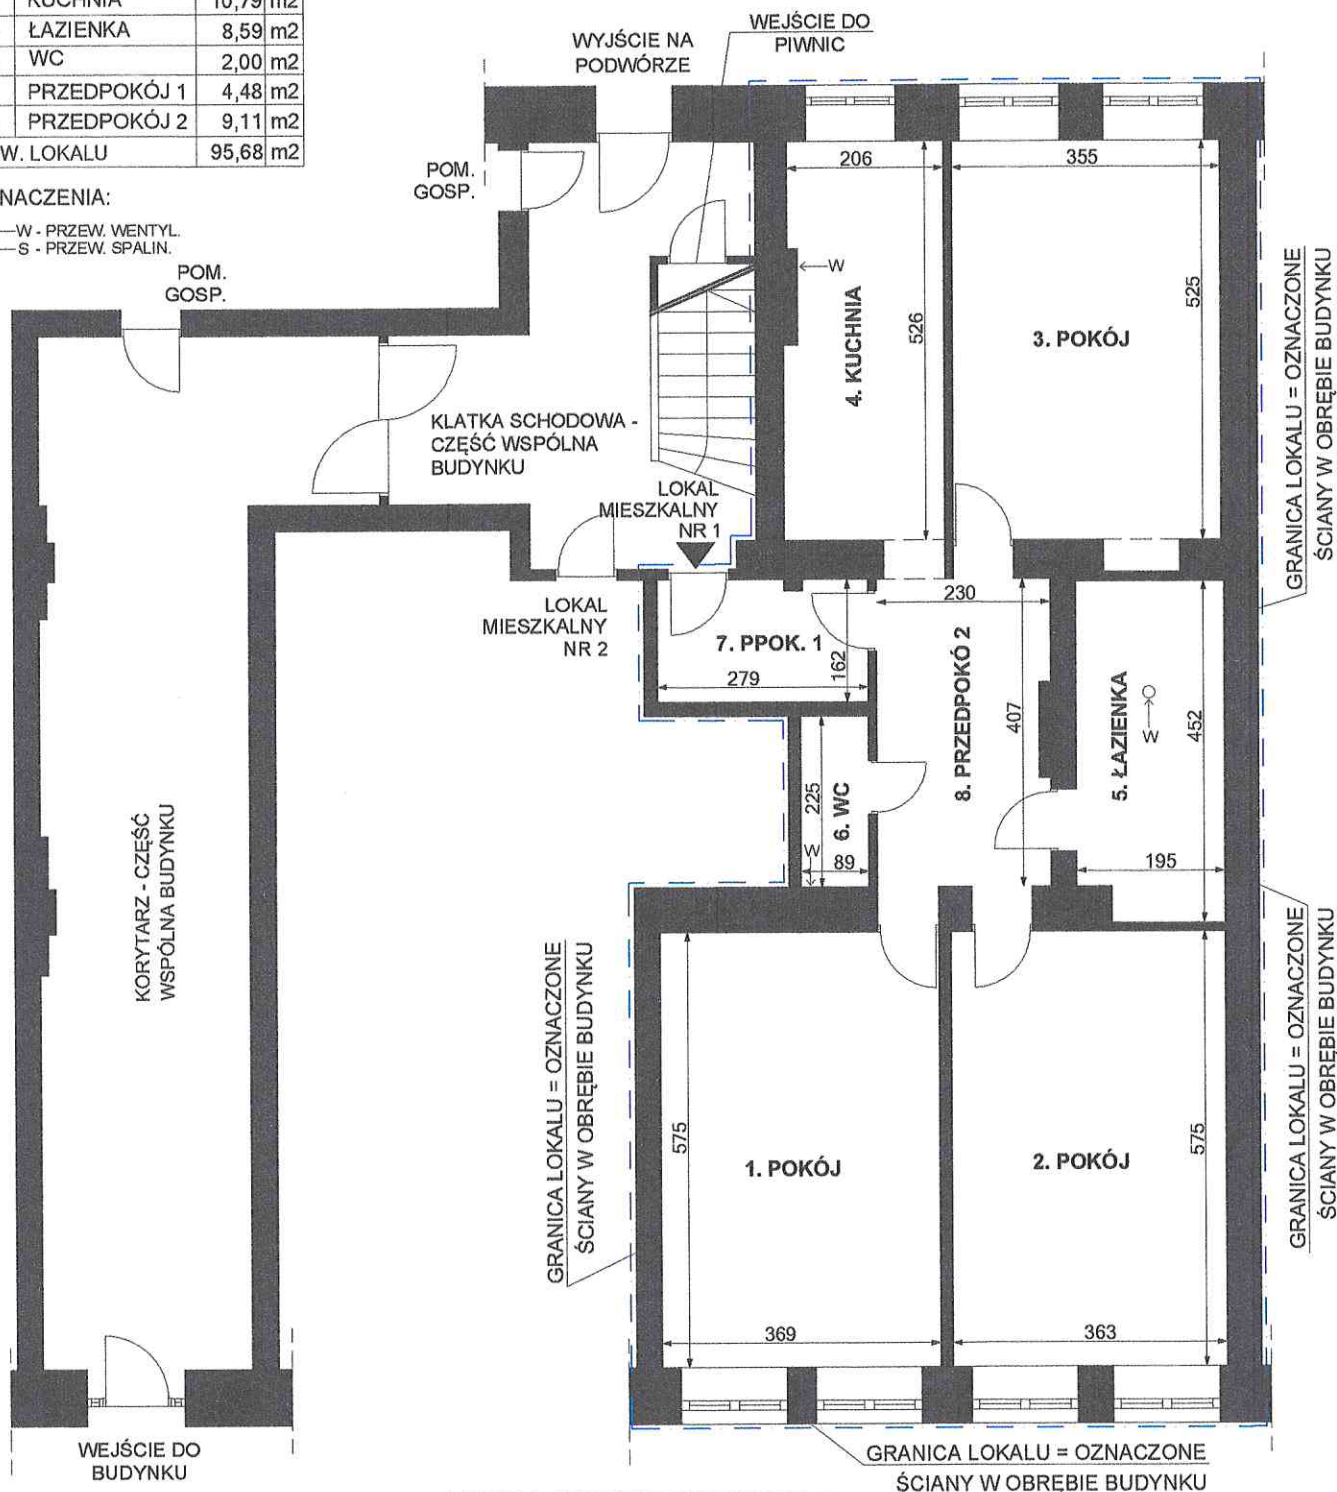 KUCHNIA 10,79 m2
ŁAZIENKA 8,59 m2
WC 2,00 m2
PRZEDPOKÓJ 1 4,48 m2
PRZEDPOKÓJ 2 9,11 m2
W. LOKALU 95,68 m2
NACZENIA:
W - PRZEW. WENTYL.
S - PRZEW. SPALIN.
WYJŚCIE NA
PODWÓRZE
WEJŚCIE DO
PIWNIC
POM.
GOSP.
POM.
GOSP.
206
355
W
526
4. KUCHNIA
3. POKÓJ
525
GRANICA LOKALU = OZNACZONE
ŚCIANY W OBRĘBIE BUDYNKU
KLATKA SCHODOWA -
CZĘŚĆ WSPÓLNA
BUDYNKU
LOKAL
MIESZKALNY
NR 1
LOKAL
MIESZKALNY
NR 2
7. PPOK. 1
279
162
230
8. PRZEDPOKÓ 2
407
5. ŁAZIENKA
W
452
195
225
6. WC
W
89
KORYTARZ - CZĘŚĆ
WSPÓLNA BUDYNKU
GRANICA LOKALU = OZNACZONE
ŚCIANY W OBRĘBIE BUDYNKU
575
1. POKÓJ
369
2. POKÓJ
575
363
GRANICA LOKALU = OZNACZONE
ŚCIANY W OBRĘBIE BUDYNKU
WEJŚCIE DO
BUDYNKU
GRANICA LOKALU = OZNACZONE
ŚCIANY W OBRĘBIE BUDYNKU